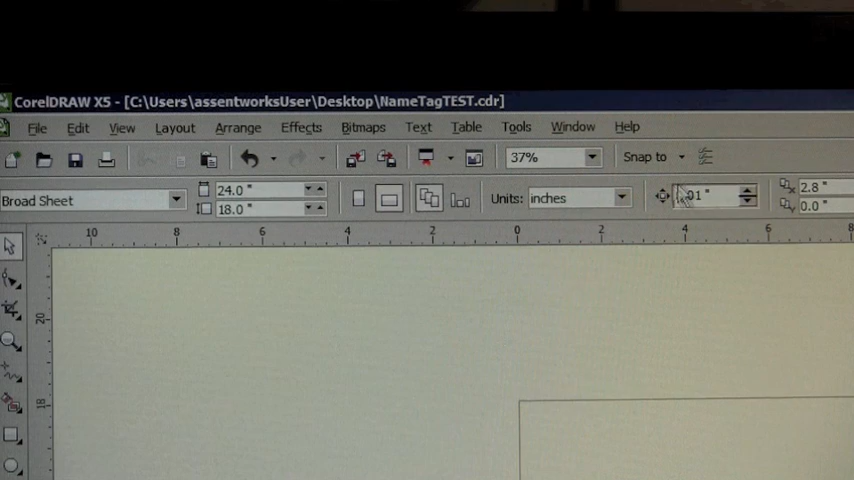 CorelDRAW X5 - [C:\Users\assentworksUser\Desktop\NameTagTEST.cdr]
File Edit View Layout Arrange Effects Bitmaps Text Table Tools Window Help
37% Snap to
Broad Sheet 24.0 " 18.0 " Units: inches 01 " 2.8 " 0.0 "
10 8 6 4 2 0 2 4 6 8
20
18